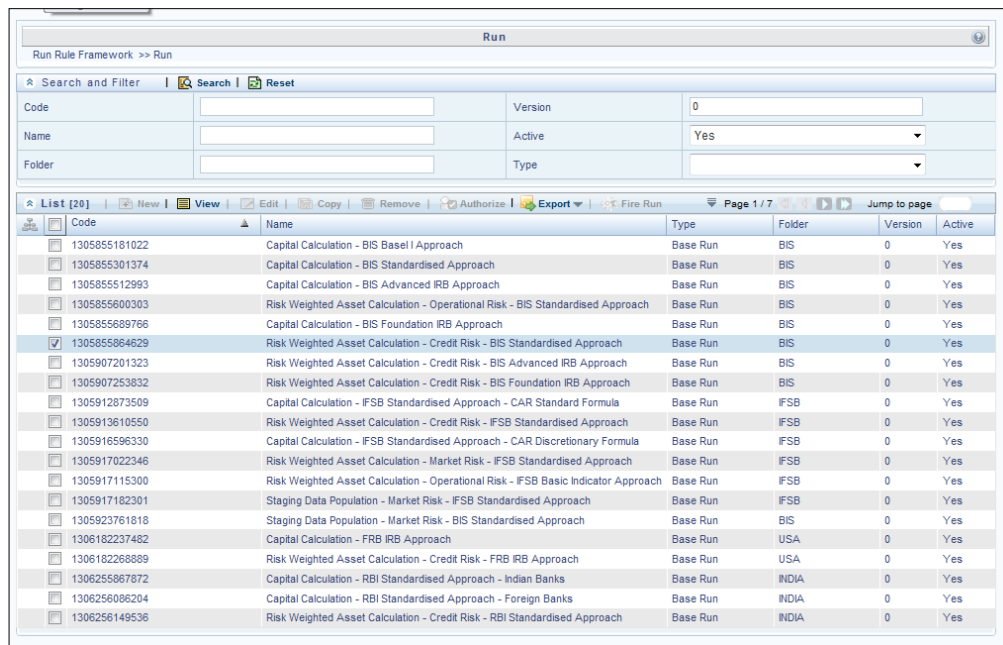 Run
Run Rule Framework >> Run
Search and Filter | Search | Reset
Code Version 0
Name Active Yes
Folder Type
List [20] | New | View | Edit | Copy | Remove | Authorize | Export | Fire Run Page 1 / 7 Jump to page
Code Name Type Folder Version Active
1305855181022 Capital Calculation - BIS Basel I Approach Base Run BIS 0 Yes
1305855301374 Capital Calculation - BIS Standardised Approach Base Run BIS 0 Yes
1305855512993 Capital Calculation - BIS Advanced IRB Approach Base Run BIS 0 Yes
1305855600303 Risk Weighted Asset Calculation - Operational Risk - BIS Standardised Approach Base Run BIS 0 Yes
1305855689766 Capital Calculation - BIS Foundation IRB Approach Base Run BIS 0 Yes
1305855864629 Risk Weighted Asset Calculation - Credit Risk - BIS Standardised Approach Base Run BIS 0 Yes
1305907201323 Risk Weighted Asset Calculation - Credit Risk - BIS Advanced IRB Approach Base Run BIS 0 Yes
1305907253832 Risk Weighted Asset Calculation - Credit Risk - BIS Foundation IRB Approach Base Run BIS 0 Yes
1305912873509 Capital Calculation - IFSB Standardised Approach - CAR Standard Formula Base Run IFSB 0 Yes
1305913610550 Risk Weighted Asset Calculation - Credit Risk - IFSB Standardised Approach Base Run IFSB 0 Yes
1305916596330 Capital Calculation - IFSB Standardised Approach - CAR Discretionary Formula Base Run IFSB 0 Yes
1305917022346 Risk Weighted Asset Calculation - Market Risk - IFSB Standardised Approach Base Run IFSB 0 Yes
1305917115300 Risk Weighted Asset Calculation - Operational Risk - IFSB Basic Indicator Approach Base Run IFSB 0 Yes
1305917182301 Staging Data Population - Market Risk - IFSB Standardised Approach Base Run IFSB 0 Yes
1305923761818 Staging Data Population - Market Risk - BIS Standardised Approach Base Run BIS 0 Yes
1306182237482 Capital Calculation - FRB IRB Approach Base Run USA 0 Yes
1306182268889 Risk Weighted Asset Calculation - Credit Risk - FRB IRB Approach Base Run USA 0 Yes
1306255867872 Capital Calculation - RBI Standardised Approach - Indian Banks Base Run INDIA 0 Yes
1306256086204 Capital Calculation - RBI Standardised Approach - Foreign Banks Base Run INDIA 0 Yes
1306256149536 Risk Weighted Asset Calculation - Credit Risk - RBI Standardised Approach Base Run INDIA 0 Yes